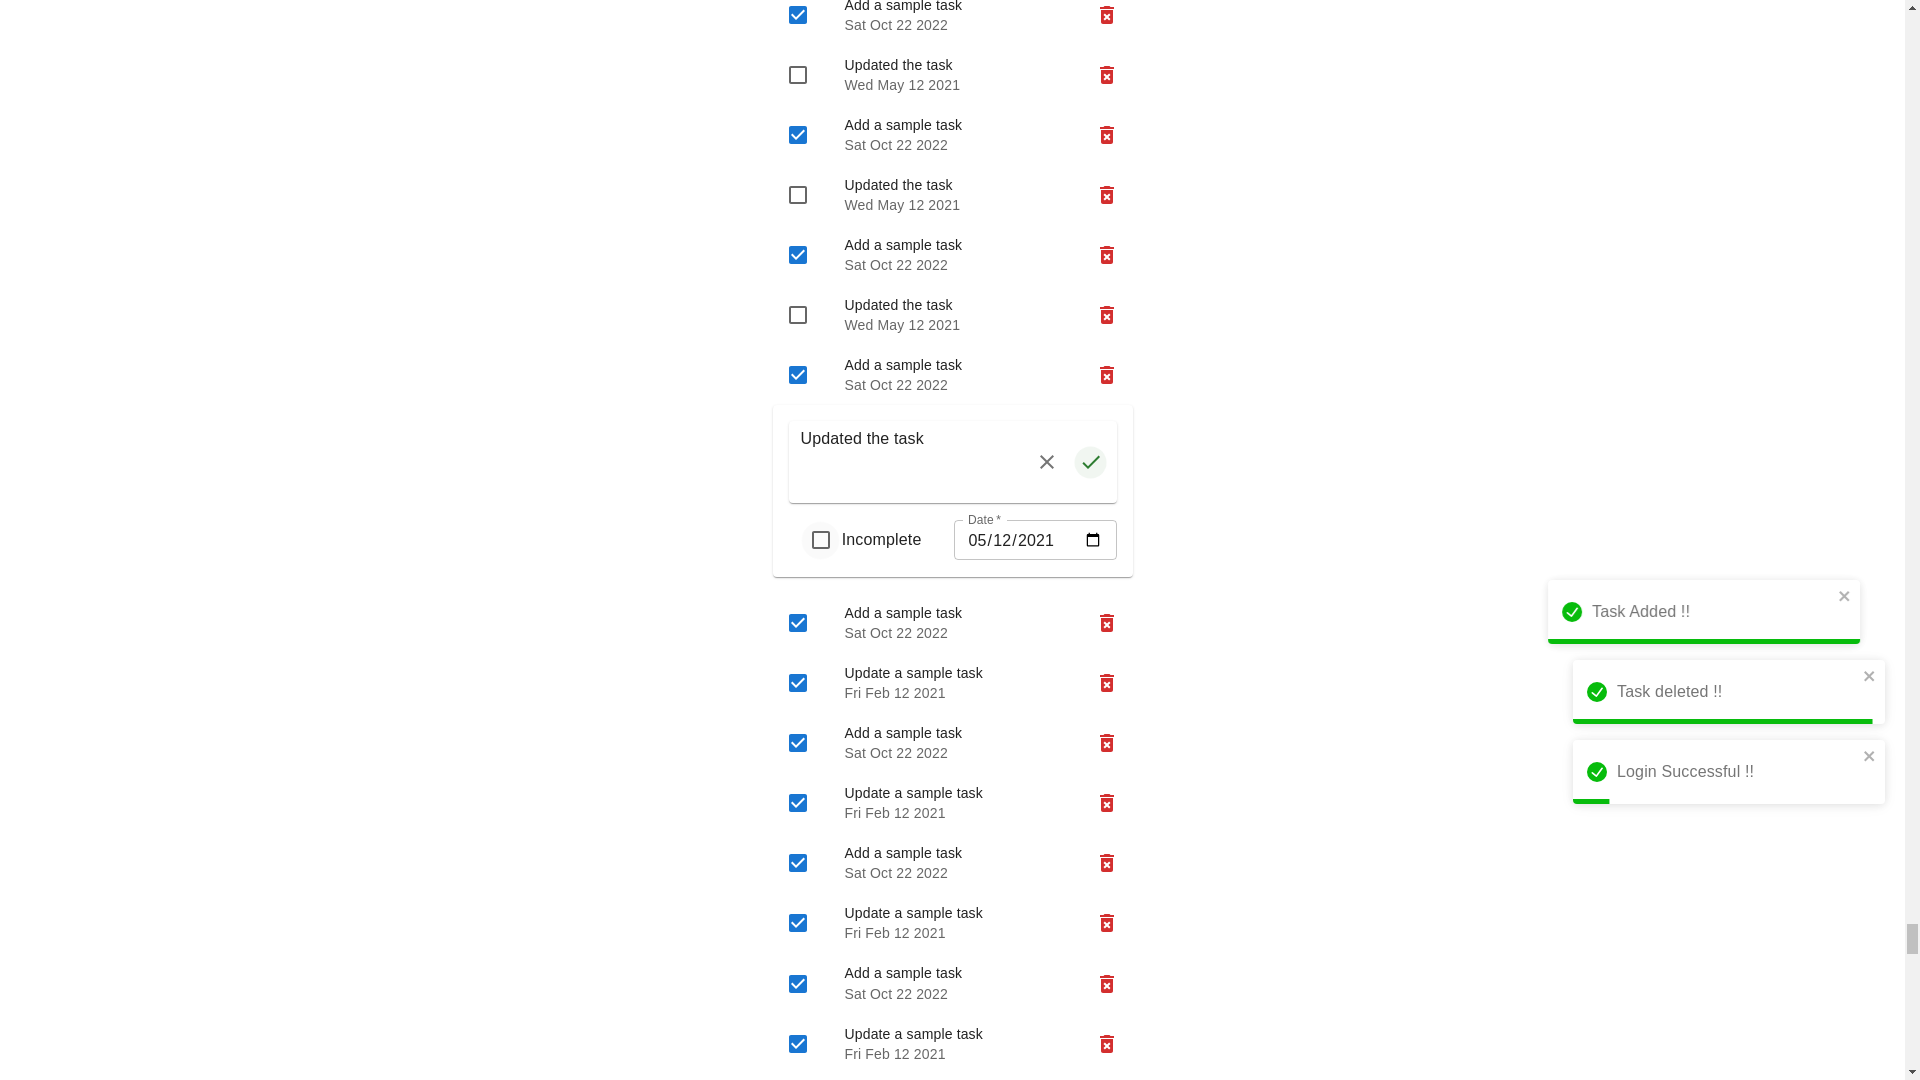 Add a sample task
Sat Oct 22 2022
Updated the task
Wed May 12 2021
Add a sample task
Sat Oct 22 2022
Updated the task
Wed May 12 2021
Add a sample task
Sat Oct 22 2022
Updated the task
Wed May 12 2021
Add a sample task
Sat Oct 22 2022
Updated the task
Date *
Incomplete
05/12/2021
Add a sample task
Sat Oct 22 2022
Update a sample task
Fri Feb 12 2021
Add a sample task
Sat Oct 22 2022
Update a sample task
Fri Feb 12 2021
Add a sample task
Sat Oct 22 2022
Update a sample task
Fri Feb 12 2021
Add a sample task
Sat Oct 22 2022
Update a sample task
Fri Feb 12 2021
Task Added !!
Task deleted !!
Login Successful !!